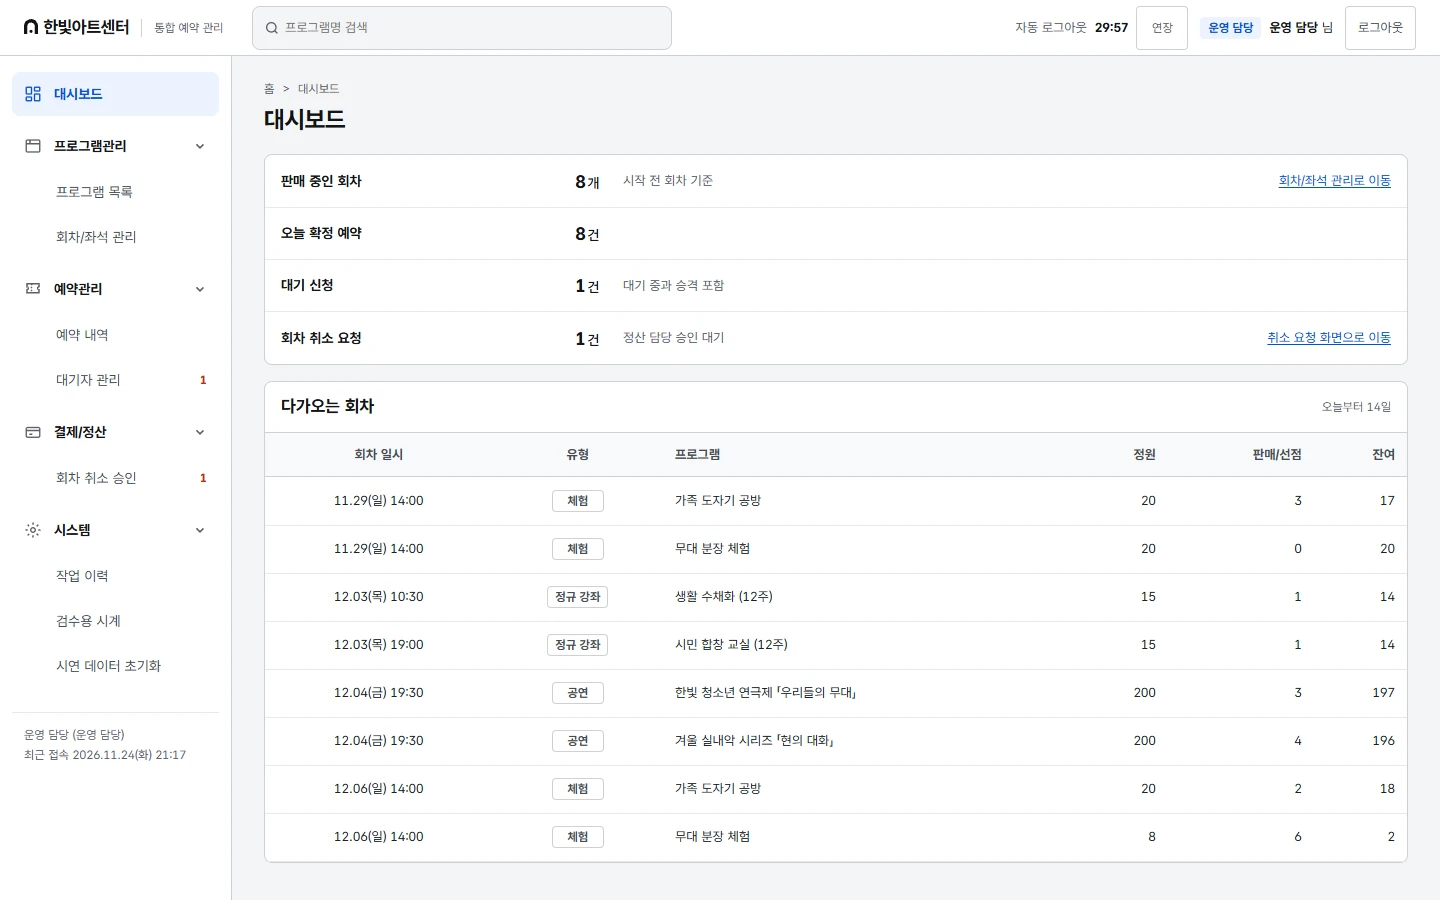 한빛아트센터 통합 예약 관리 프로그램명 검색 자동 로그아웃 29:57 연장 운영 담당 운영 담당 님 로그아웃
대시보드
프로그램관리
프로그램 목록
회차/좌석 관리
예약관리
예약 내역
대기자 관리 1
결제/정산
회차 취소 승인 1
시스템
작업 이력
검수용 시계
시연 데이터 초기화
운영 담당 (운영 담당)
최근 접속 2026.11.24(화) 21:17
홈 > 대시보드
대시보드
판매 중인 회차 8개 시작 전 회차 기준 회차/좌석 관리로 이동
오늘 확정 예약 8건
대기 신청 1건 대기 중과 승격 포함
회차 취소 요청 1건 정산 담당 승인 대기 취소 요청 화면으로 이동
다가오는 회차 오늘부터 14일
회차 일시 유형 프로그램 정원 판매/선점 잔여
11.29(일) 14:00 체험 가족 도자기 공방 20 3 17
11.29(일) 14:00 체험 무대 분장 체험 20 0 20
12.03(목) 10:30 정규 강좌 생활 수채화 (12주) 15 1 14
12.03(목) 19:00 정규 강좌 시민 합창 교실 (12주) 15 1 14
12.04(금) 19:30 공연 한빛 청소년 연극제 「우리들의 무대」 200 3 197
12.04(금) 19:30 공연 겨울 실내악 시리즈 「현의 대화」 200 4 196
12.06(일) 14:00 체험 가족 도자기 공방 20 2 18
12.06(일) 14:00 체험 무대 분장 체험 8 6 2